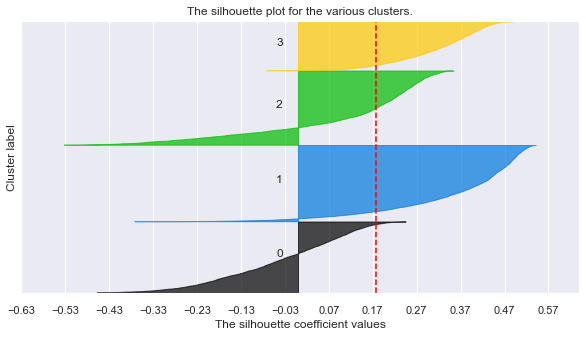 The silhouette plot for the various clusters.
3
2
1
0
Cluster label
−0.63 −0.53 −0.43 −0.33 −0.23 −0.13 −0.03 0.07 0.17 0.27 0.37 0.47 0.57
The silhouette coefficient values